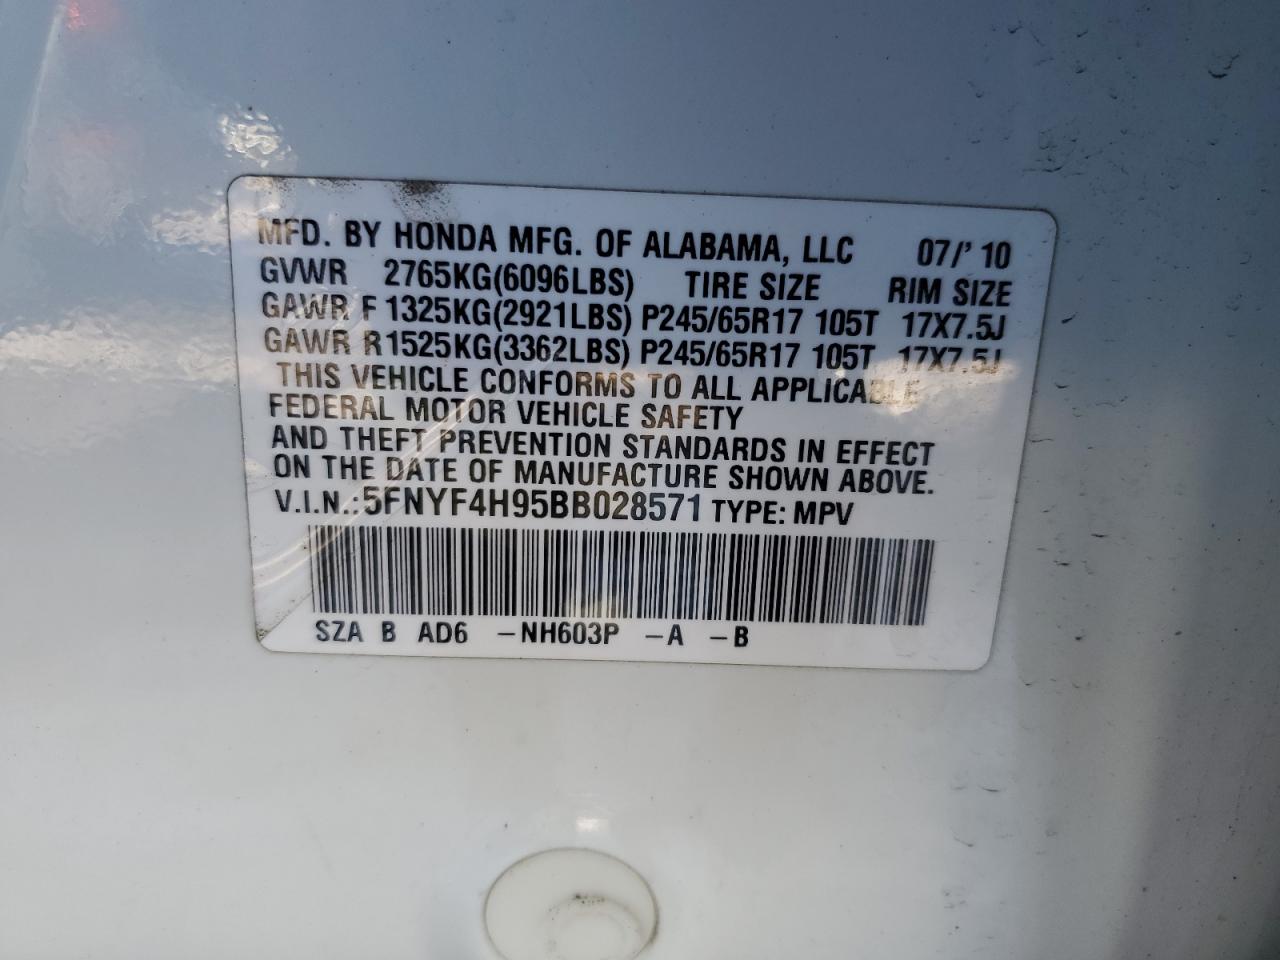 MFD. BY HONDA MFG. OF ALABAMA, LLC 07/' 10
GVWR 2765KG(6096LBS) TIRE SIZE RIM SIZE
GAWR F 1325KG(2921LBS) P245/65R17 105T 17X7.5J
GAWR R1525KG(3362LBS) P245/65R17 105T 17X7.5J
THIS VEHICLE CONFORMS TO ALL APPLICABLE
FEDERAL MOTOR VEHICLE SAFETY
AND THEFT PREVENTION STANDARDS IN EFFECT
ON THE DATE OF MANUFACTURE SHOWN ABOVE.
V.I.N.: 5FNYF4H95BB028571 TYPE: MPV
SZA B AD6 -NH603P -A -B